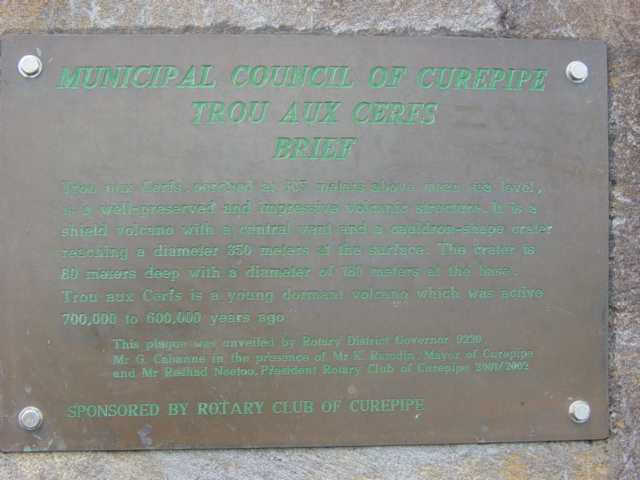 MUNICIPAL COUNCIL OF CUREPIPE
TROU AUX CERFS
BRIEF
Trou aux Cerfs, perched at 605 meters above mean sea level,
is a well-preserved and impressive volcanic structure. It is a
shield volcano with a central vent and a cauldron-shape crater
reaching a diameter 350 meters at the surface. The crater is
80 meters deep with a diameter of 180 meters at the base.
Trou aux Cerfs is a young dormant volcano which was active
700,000 to 600,000 years ago
This plaque was unveiled by Rotary District Governor 9220,
Mr G. Cabanne in the presence of Mr K. Ramdin, Mayor of Curepipe
and Mr Rashad Neetoo, President Rotary Club of Curepipe 2001/2002
SPONSORED BY ROTARY CLUB OF CUREPIPE